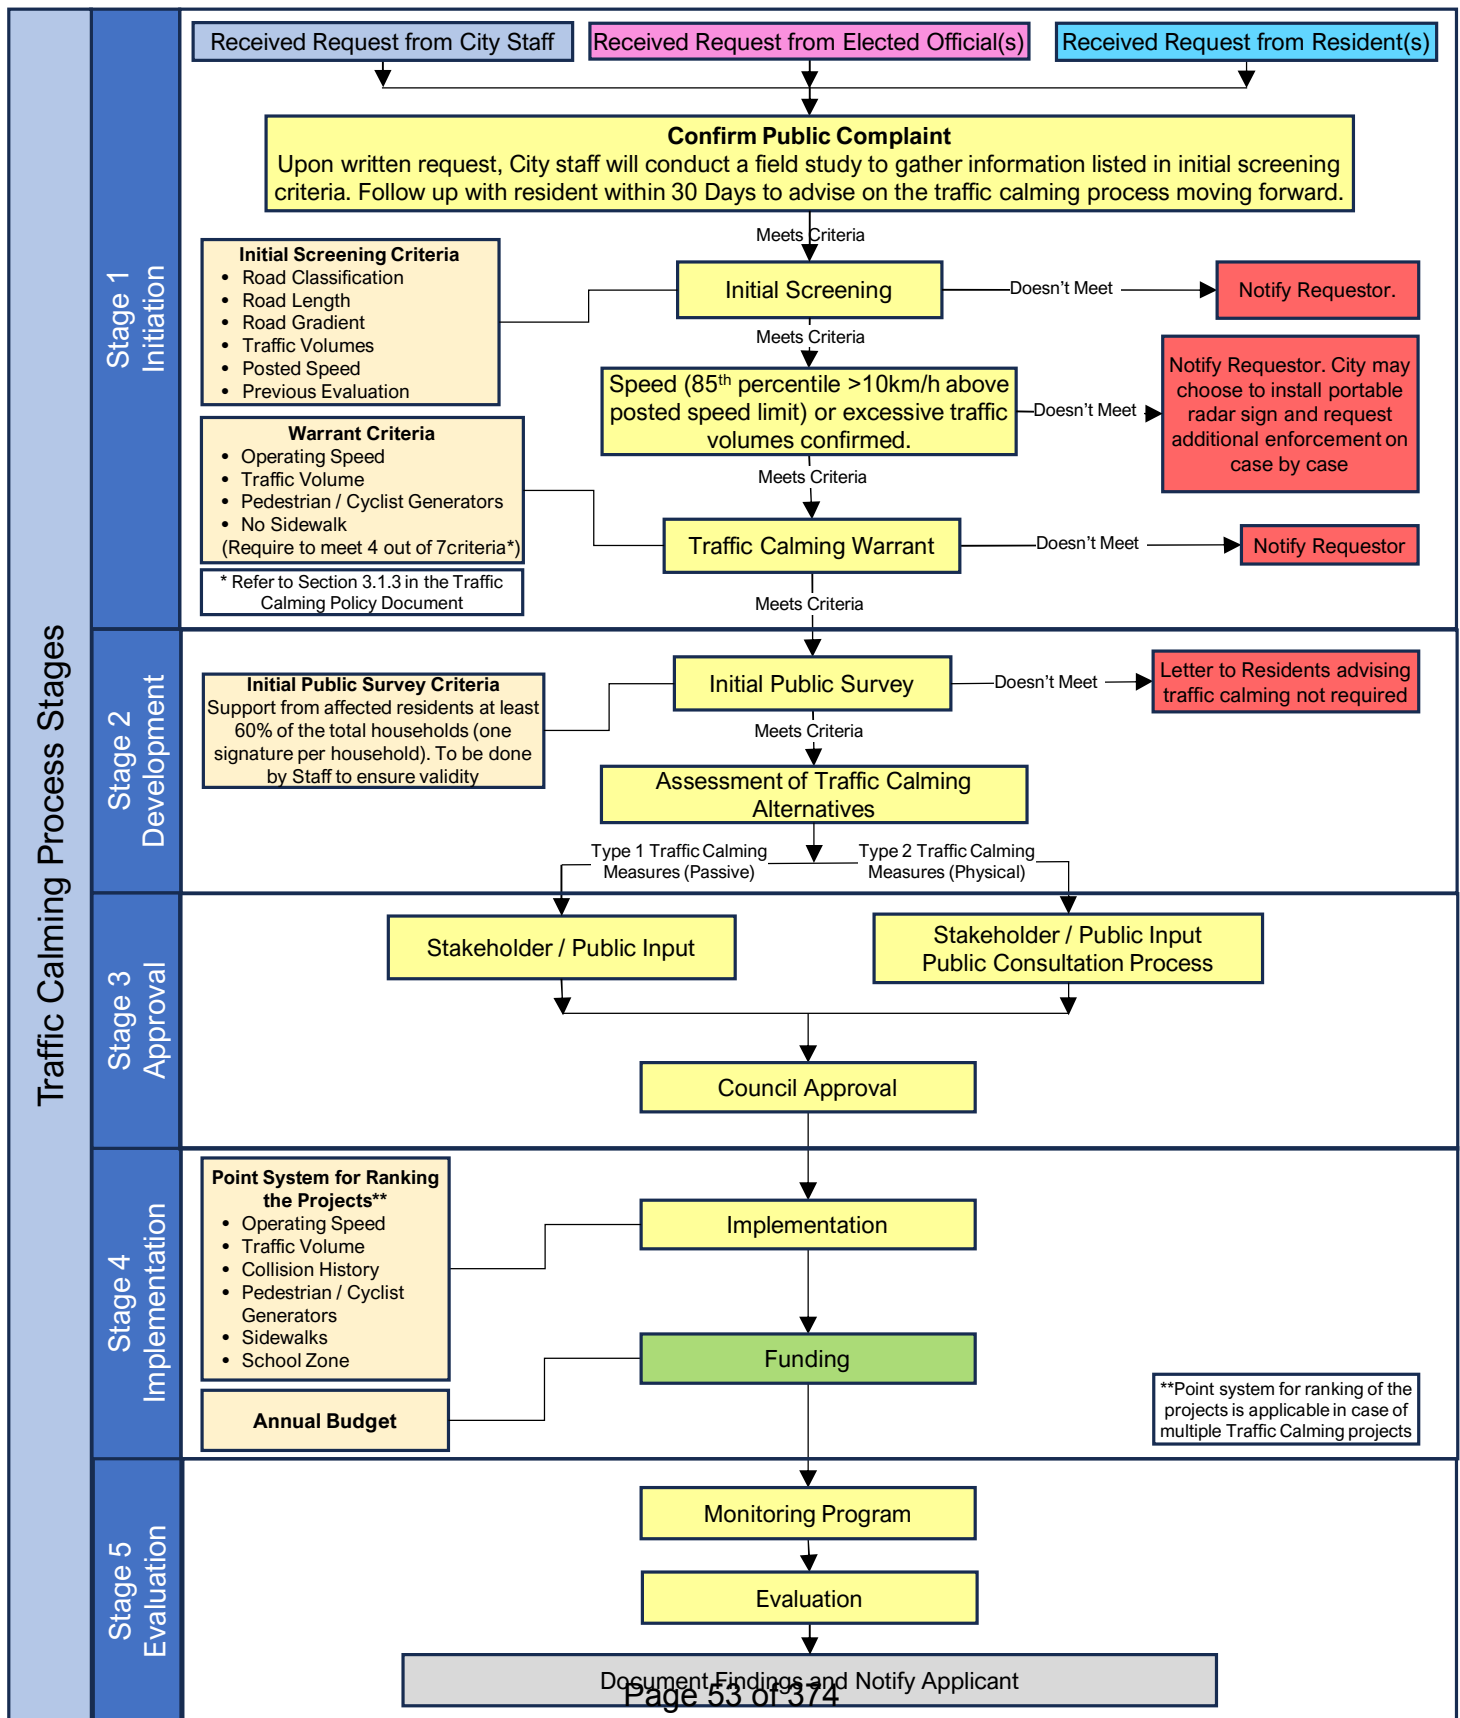 Traffic Calming Process Stages
Stage 1
Initiation
Received Request from City Staff
Received Request from Elected Official(s)
Received Request from Resident(s)
Confirm Public Complaint
Upon written request, City staff will conduct a field study to gather information listed in initial screening
criteria. Follow up with resident within 30 Days to advise on the traffic calming process moving forward.
Meets Criteria
Initial Screening Criteria
• Road Classification
• Road Length
• Road Gradient
• Traffic Volumes
• Posted Speed
• Previous Evaluation
Initial Screening
Doesn't Meet
Notify Requestor.
Meets Criteria
Speed (85th percentile >10km/h above
posted speed limit) or excessive traffic
volumes confirmed.
Doesn't Meet
Notify Requestor. City may
choose to install portable
radar sign and request
additional enforcement on
case by case
Meets Criteria
Warrant Criteria
• Operating Speed
• Traffic Volume
• Pedestrian / Cyclist Generators
• No Sidewalk
(Require to meet 4 out of 7criteria*)
* Refer to Section 3.1.3 in the Traffic
Calming Policy Document
Traffic Calming Warrant
Doesn't Meet
Notify Requestor
Meets Criteria
Stage 2
Development
Initial Public Survey Criteria
Support from affected residents at least
60% of the total households (one
signature per household). To be done
by Staff to ensure validity
Initial Public Survey
Doesn't Meet
Letter to Residents advising
traffic calming not required
Meets Criteria
Assessment of Traffic Calming
Alternatives
Type 1 Traffic Calming
Measures (Passive)
Type 2 Traffic Calming
Measures (Physical)
Stage 3
Approval
Stakeholder / Public Input
Stakeholder / Public Input
Public Consultation Process
Council Approval
Stage 4
Implementation
Point System for Ranking
the Projects**
• Operating Speed
• Traffic Volume
• Collision History
• Pedestrian / Cyclist
Generators
• Sidewalks
• School Zone
Implementation
Funding
Annual Budget
**Point system for ranking of the
projects is applicable in case of
multiple Traffic Calming projects
Stage 5
Evaluation
Monitoring Program
Evaluation
Document Findings and Notify Applicant
Page 53 of 374